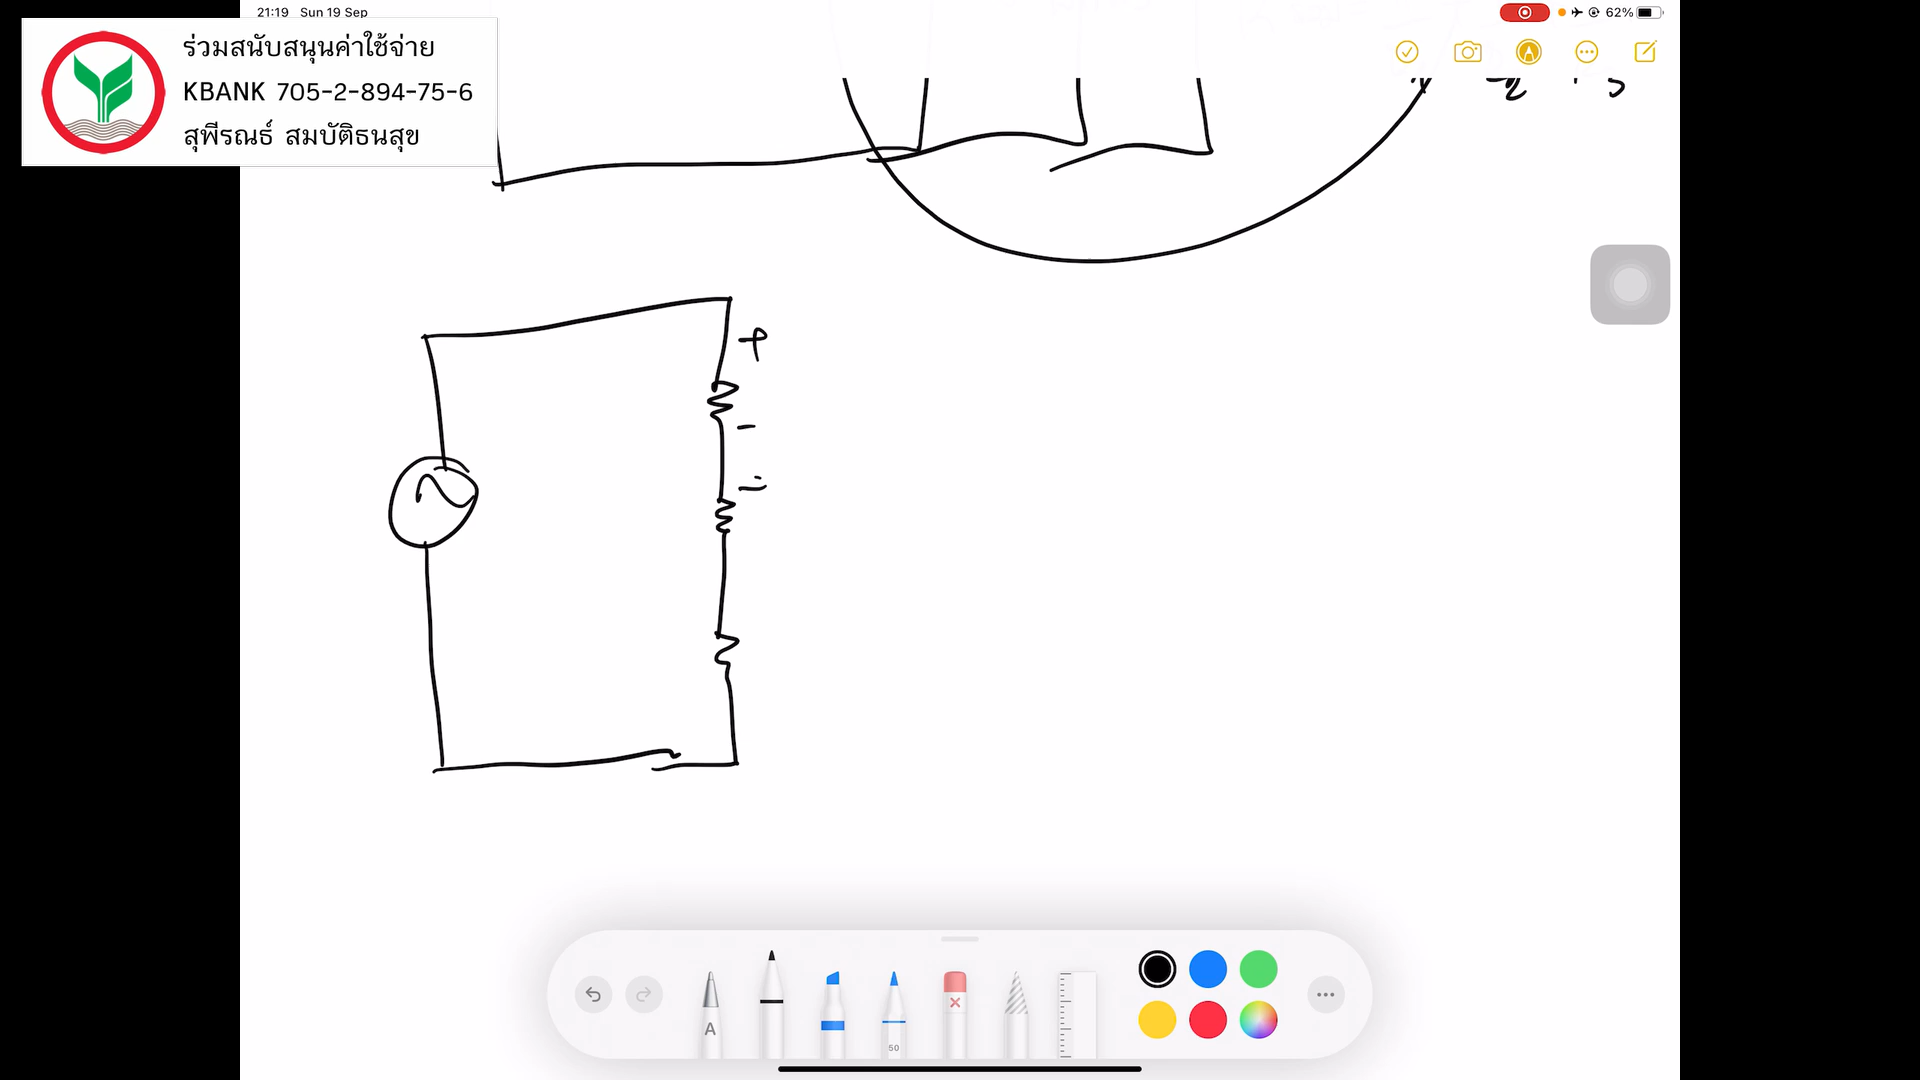 21:19 Sun 19 Sep
62%
ร่วมสนับสนุนค่าใช้จ่าย
KBANK 705-2-894-75-6
สุพีรณธ์ สมบัติธนสุข
+
-
A
50